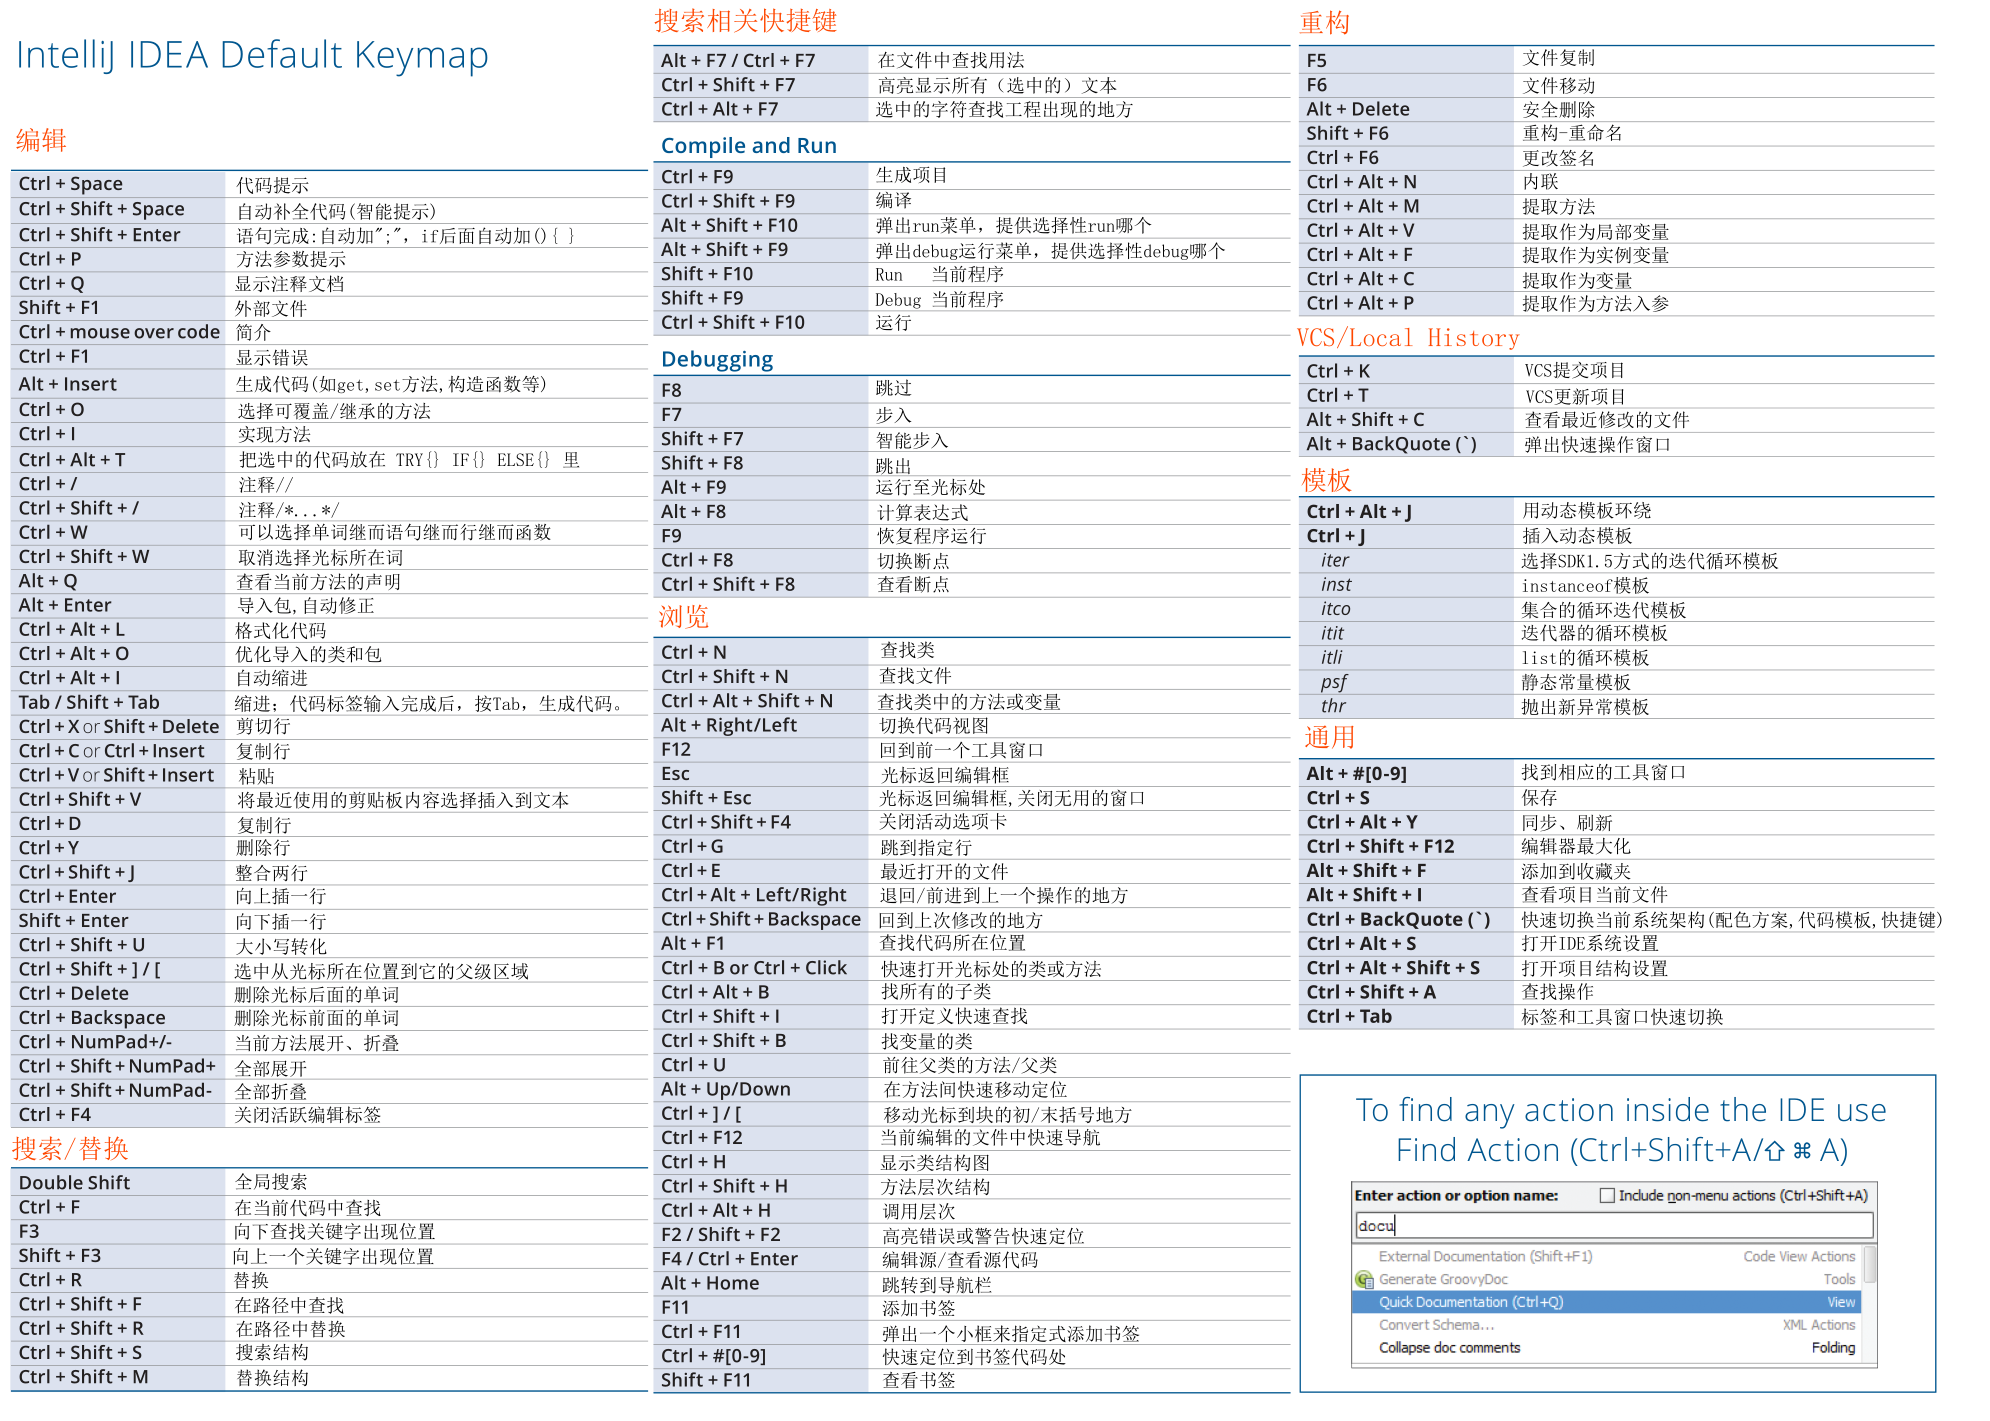 IntelliJ IDEA Default Keymap
编辑
Ctrl + Space 代码提示
Ctrl + Shift + Space 自动补全代码(智能提示)
Ctrl + Shift + Enter 语句完成:自动加";", if后面自动加(){ }
Ctrl + P 方法参数提示
Ctrl + Q 显示注释文档
Shift + F1 外部文件
Ctrl + mouse over code 简介
Ctrl + F1 显示错误
Alt + Insert 生成代码(如get,set方法,构造函数等)
Ctrl + O 选择可覆盖/继承的方法
Ctrl + I 实现方法
Ctrl + Alt + T 把选中的代码放在 TRY{} IF{} ELSE{} 里
Ctrl + / 注释//
Ctrl + Shift + / 注释/*...*/
Ctrl + W 可以选择单词继而语句继而行继而函数
Ctrl + Shift + W 取消选择光标所在词
Alt + Q 查看当前方法的声明
Alt + Enter 导入包,自动修正
Ctrl + Alt + L 格式化代码
Ctrl + Alt + O 优化导入的类和包
Ctrl + Alt + I 自动缩进
Tab / Shift + Tab 缩进；代码标签输入完成后，按Tab，生成代码。
Ctrl + X or Shift + Delete 剪切行
Ctrl + C or Ctrl + Insert 复制行
Ctrl + V or Shift + Insert 粘贴
Ctrl + Shift + V 将最近使用的剪贴板内容选择插入到文本
Ctrl + D 复制行
Ctrl + Y 删除行
Ctrl + Shift + J 整合两行
Ctrl + Enter 向上插一行
Shift + Enter 向下插一行
Ctrl + Shift + U 大小写转化
Ctrl + Shift + ] / [ 选中从光标所在位置到它的父级区域
Ctrl + Delete 删除光标后面的单词
Ctrl + Backspace 删除光标前面的单词
Ctrl + NumPad+/- 当前方法展开、折叠
Ctrl + Shift + NumPad+ 全部展开
Ctrl + Shift + NumPad- 全部折叠
Ctrl + F4 关闭活跃编辑标签
搜索/替换
Double Shift 全局搜索
Ctrl + F 在当前代码中查找
F3 向下查找关键字出现位置
Shift + F3 向上一个关键字出现位置
Ctrl + R 替换
Ctrl + Shift + F 在路径中查找
Ctrl + Shift + R 在路径中替换
Ctrl + Shift + S 搜索结构
Ctrl + Shift + M 替换结构
搜索相关快捷键
Alt + F7 / Ctrl + F7 在文件中查找用法
Ctrl + Shift + F7 高亮显示所有（选中的）文本
Ctrl + Alt + F7 选中的字符查找工程出现的地方
Compile and Run
Ctrl + F9 生成项目
Ctrl + Shift + F9 编译
Alt + Shift + F10 弹出run菜单，提供选择性run哪个
Alt + Shift + F9 弹出debug运行菜单，提供选择性debug哪个
Shift + F10 Run 当前程序
Shift + F9 Debug 当前程序
Ctrl + Shift + F10 运行
Debugging
F8 跳过
F7 步入
Shift + F7 智能步入
Shift + F8 跳出
Alt + F9 运行至光标处
Alt + F8 计算表达式
F9 恢复程序运行
Ctrl + F8 切换断点
Ctrl + Shift + F8 查看断点
浏览
Ctrl + N 查找类
Ctrl + Shift + N 查找文件
Ctrl + Alt + Shift + N 查找类中的方法或变量
Alt + Right/Left 切换代码视图
F12 回到前一个工具窗口
Esc 光标返回编辑框
Shift + Esc 光标返回编辑框,关闭无用的窗口
Ctrl + Shift + F4 关闭活动选项卡
Ctrl + G 跳到指定行
Ctrl + E 最近打开的文件
Ctrl + Alt + Left/Right 退回/前进到上一个操作的地方
Ctrl + Shift + Backspace 回到上次修改的地方
Alt + F1 查找代码所在位置
Ctrl + B or Ctrl + Click 快速打开光标处的类或方法
Ctrl + Alt + B 找所有的子类
Ctrl + Shift + I 打开定义快速查找
Ctrl + Shift + B 找变量的类
Ctrl + U 前往父类的方法/父类
Alt + Up/Down 在方法间快速移动定位
Ctrl + ] / [ 移动光标到块的初/末括号地方
Ctrl + F12 当前编辑的文件中快速导航
Ctrl + H 显示类结构图
Ctrl + Shift + H 方法层次结构
Ctrl + Alt + H 调用层次
F2 / Shift + F2 高亮错误或警告快速定位
F4 / Ctrl + Enter 编辑源/查看源代码
Alt + Home 跳转到导航栏
F11 添加书签
Ctrl + F11 弹出一个小框来指定式添加书签
Ctrl + #[0-9] 快速定位到书签代码处
Shift + F11 查看书签
重构
F5 文件复制
F6 文件移动
Alt + Delete 安全删除
Shift + F6 重构-重命名
Ctrl + F6 更改签名
Ctrl + Alt + N 内联
Ctrl + Alt + M 提取方法
Ctrl + Alt + V 提取作为局部变量
Ctrl + Alt + F 提取作为实例变量
Ctrl + Alt + C 提取作为变量
Ctrl + Alt + P 提取作为方法入参
VCS/Local History
Ctrl + K VCS提交项目
Ctrl + T VCS更新项目
Alt + Shift + C 查看最近修改的文件
Alt + BackQuote (`) 弹出快速操作窗口
模板
Ctrl + Alt + J 用动态模板环绕
Ctrl + J 插入动态模板
iter 选择SDK1.5方式的迭代循环模板
inst instanceof模板
itco 集合的循环迭代模板
itit 迭代器的循环模板
itli list的循环模板
psf 静态常量模板
thr 抛出新异常模板
通用
Alt + #[0-9] 找到相应的工具窗口
Ctrl + S 保存
Ctrl + Alt + Y 同步、刷新
Ctrl + Shift + F12 编辑器最大化
Alt + Shift + F 添加到收藏夹
Alt + Shift + I 查看项目当前文件
Ctrl + BackQuote (`) 快速切换当前系统架构(配色方案,代码模板,快捷键)
Ctrl + Alt + S 打开IDE系统设置
Ctrl + Alt + Shift + S 打开项目结构设置
Ctrl + Shift + A 查找操作
Ctrl + Tab 标签和工具窗口快速切换
To find any action inside the IDE use
Find Action (Ctrl+Shift+A/⇧ ⌘ A)
Enter action or option name: Include non-menu actions (Ctrl+Shift+A)
docu
External Documentation (Shift+F1) Code View Actions
Generate GroovyDoc Tools
Quick Documentation (Ctrl+Q) View
Convert Schema... XML Actions
Collapse doc comments Folding